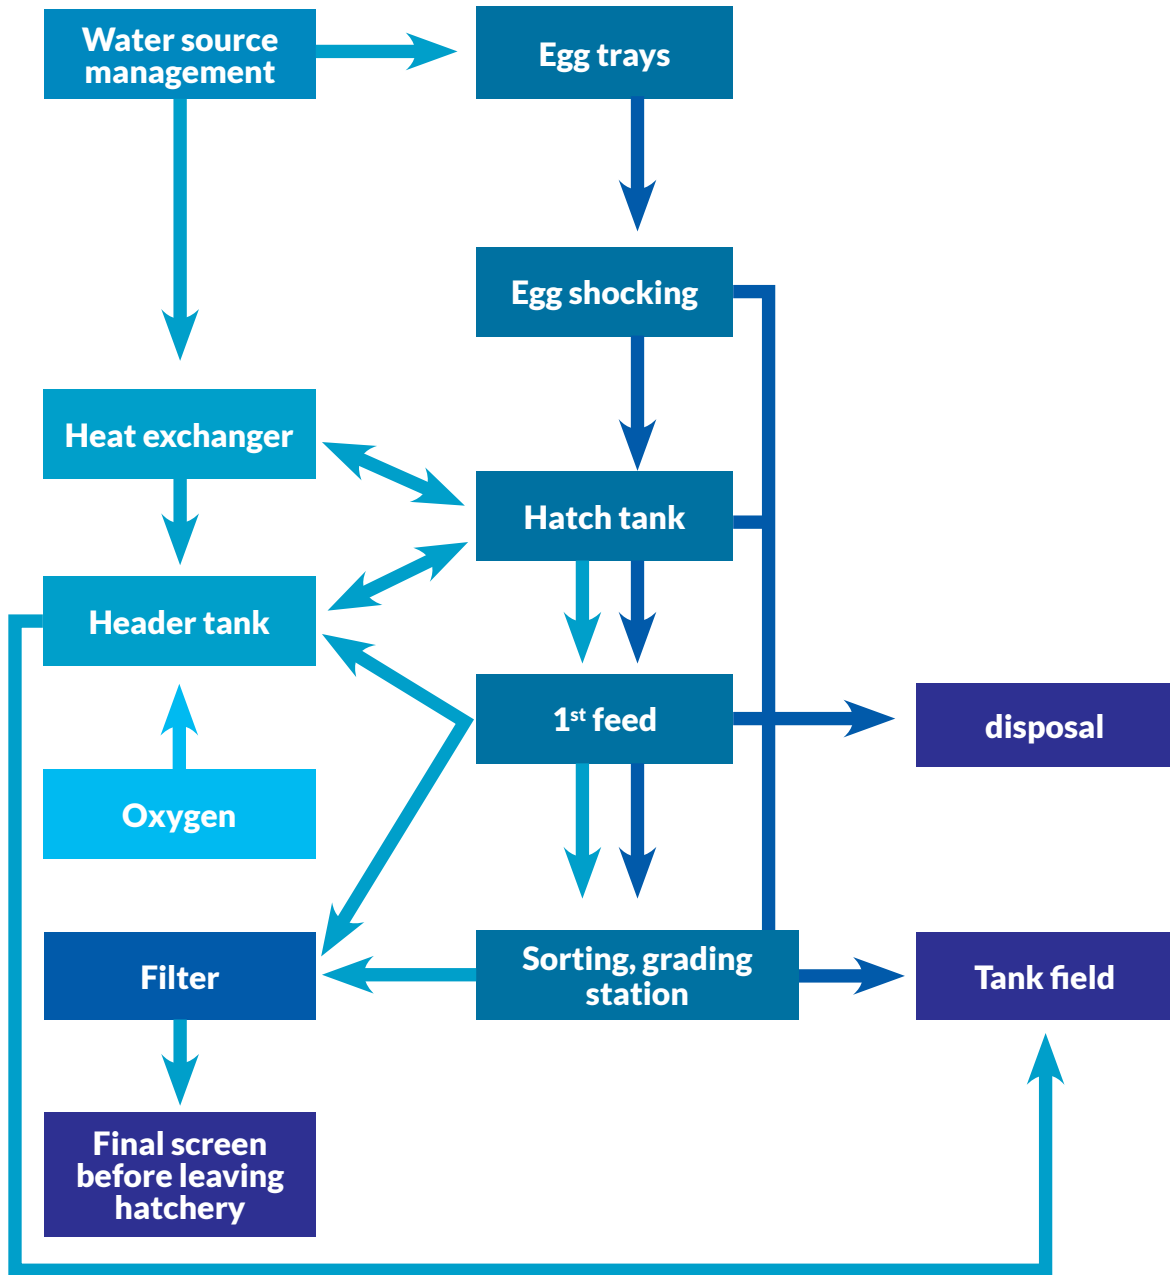 Water source
management
Egg trays
Egg shocking
Heat exchanger
Hatch tank
Header tank
1st feed
disposal
Oxygen
Filter
Sorting, grading
station
Tank field
Final screen
before leaving
hatchery